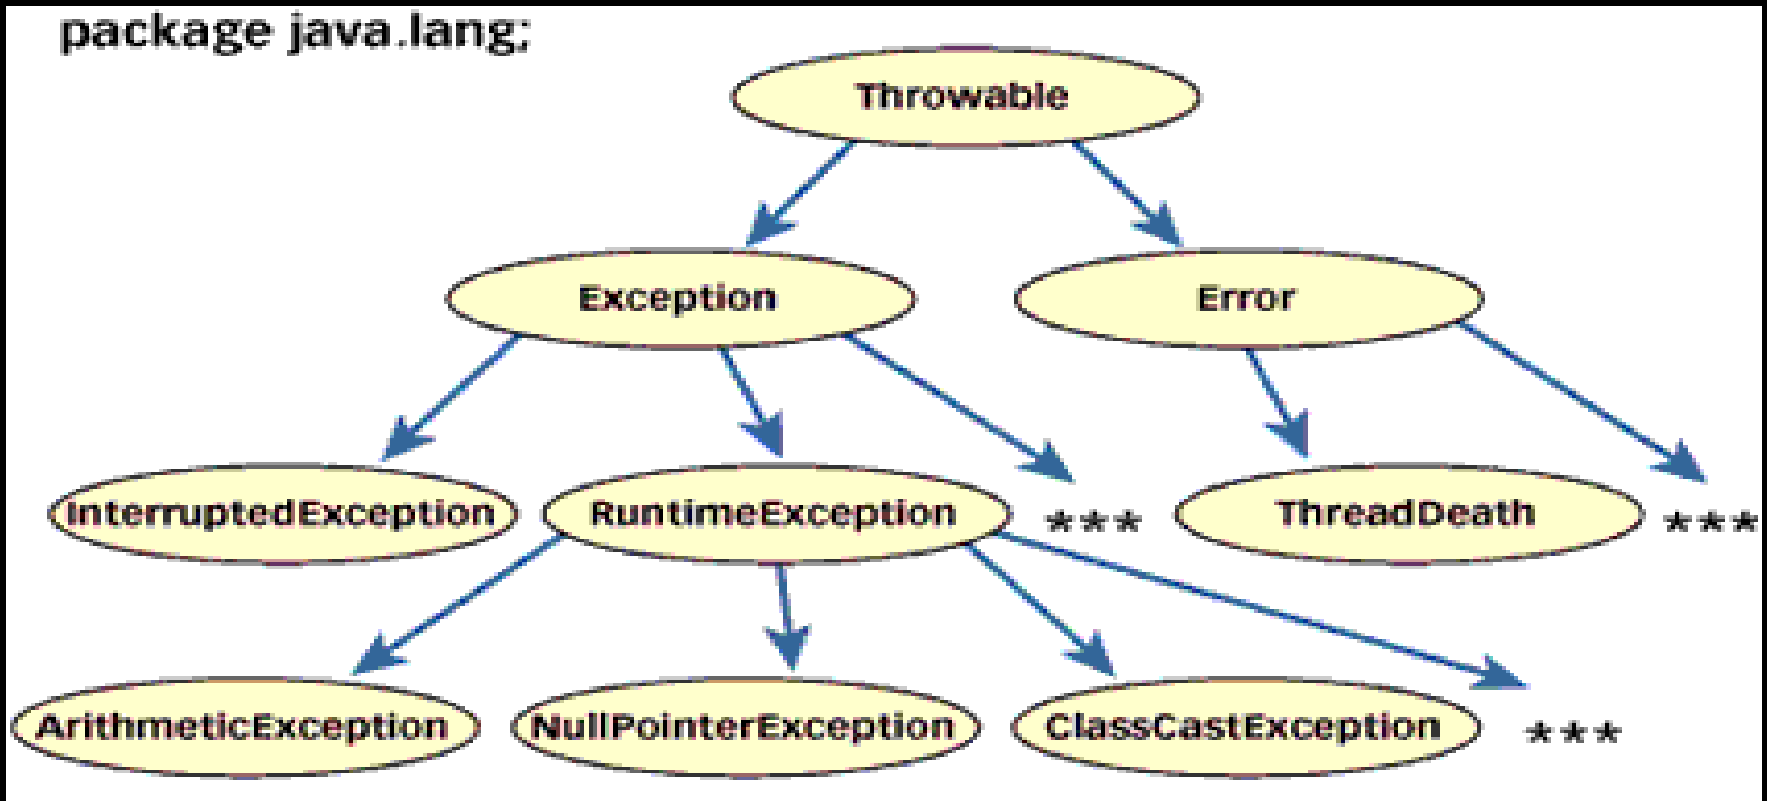 package java.lang;
Throwable
Exception
Error
InterruptedException
RuntimeException
***
ThreadDeath
***
ArithmeticException
NullPointerException
ClassCastException
***